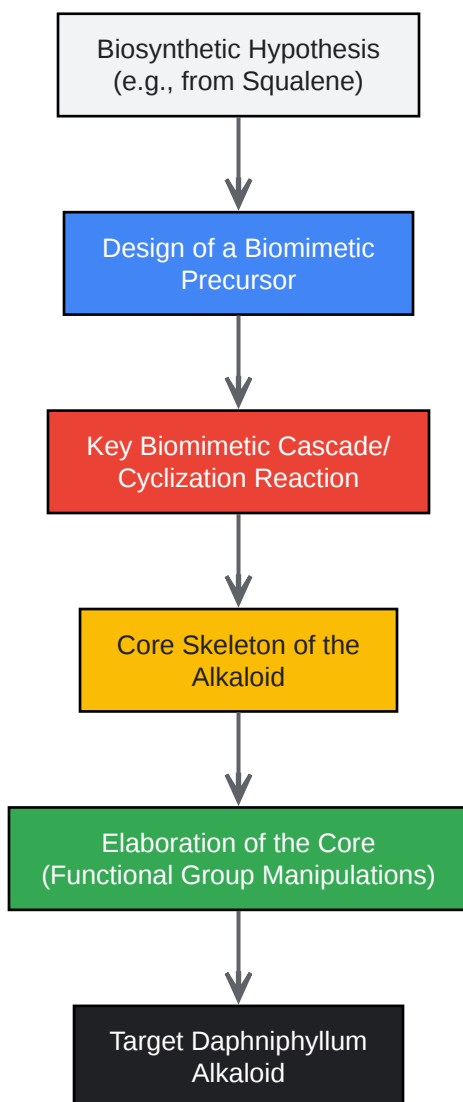 Biosynthetic Hypothesis
(e.g., from Squalene)
Design of a Biomimetic
Precursor
Key Biomimetic Cascade/
Cyclization Reaction
Core Skeleton of the
Alkaloid
Elaboration of the Core
(Functional Group Manipulations)
Target Daphniphyllum
Alkaloid